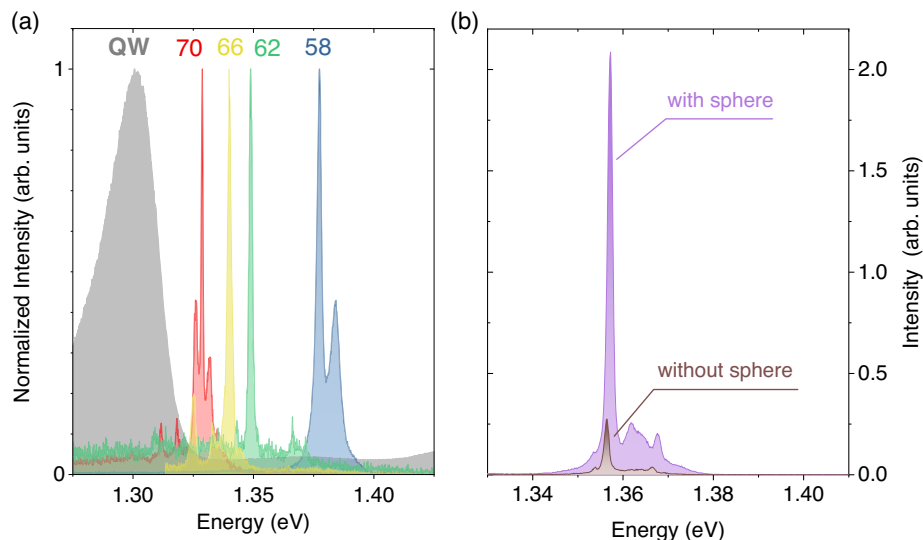 (a)
QW 70 66 62 58
1
0
Normalized Intensity (arb. units)
1.30 1.35 1.40
Energy (eV)
(b)
with sphere
without sphere
2.0
1.5
1.0
0.5
0.0
Intensity (arb. units)
1.34 1.36 1.38 1.40
Energy (eV)